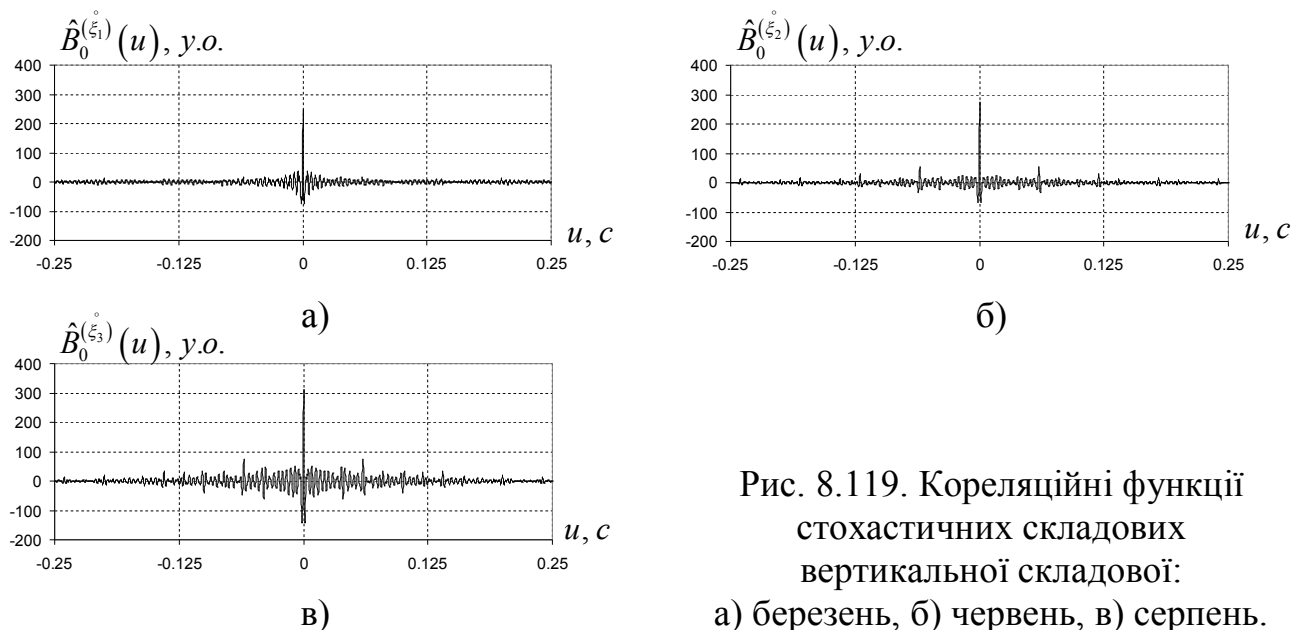 B̂₀^(ξ̊₁)(u), у.о.
400
300
200
100
0
-100
-200
-0.25 -0.125 0 0.125 0.25
u, c
а)
B̂₀^(ξ̊₂)(u), у.о.
400
300
200
100
0
-100
-200
-0.25 -0.125 0 0.125 0.25
u, c
б)
B̂₀^(ξ̊₃)(u), у.о.
400
300
200
100
0
-100
-200
-0.25 -0.125 0 0.125 0.25
u, c
в)
Рис. 8.119. Кореляційні функції
стохастичних складових
вертикальної складової:
а) березень, б) червень, в) серпень.